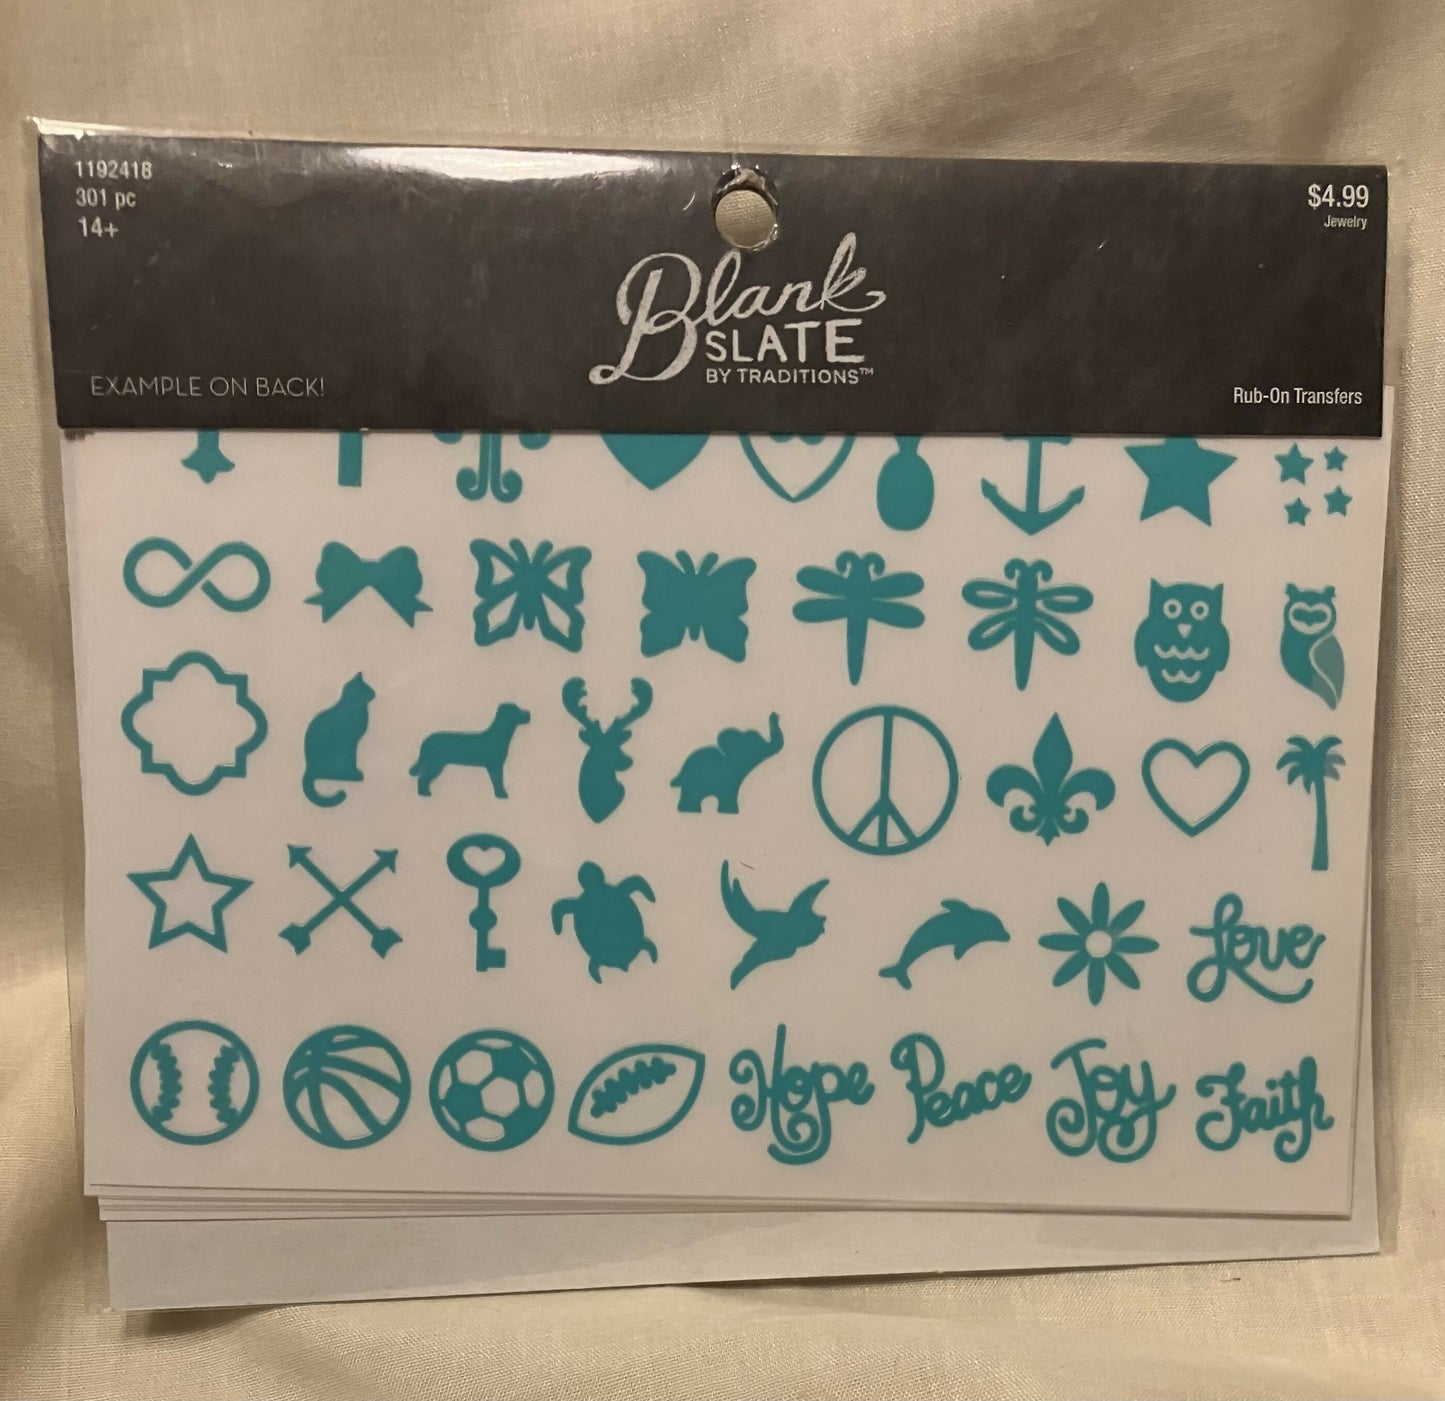 1192418
301 pc
14+
$4.99
Jewelry
Blank
SLATE
BY TRADITIONS™
EXAMPLE ON BACK!
Rub-On Transfers
Love
Hope Peace Joy Faith